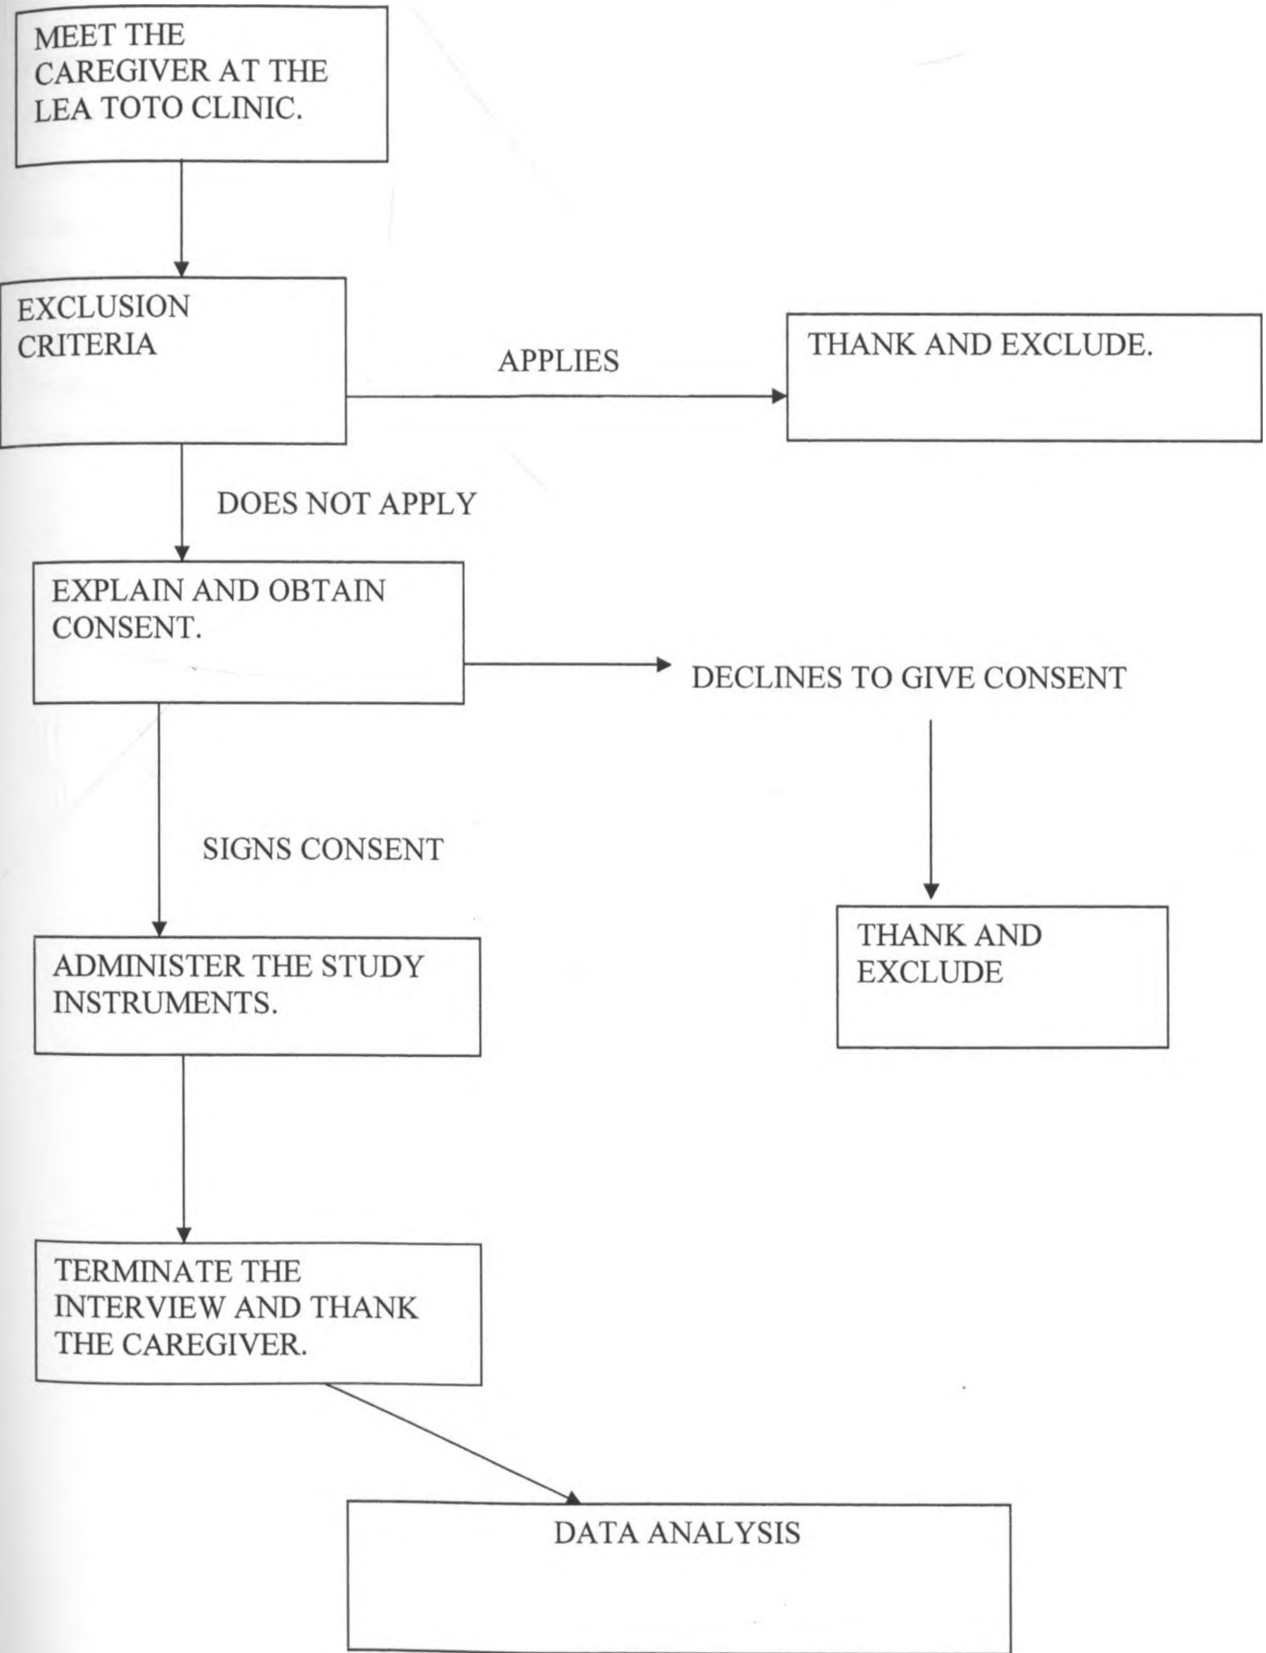 MEET THE
CAREGIVER AT THE
LEA TOTO CLINIC.
EXCLUSION
CRITERIA
APPLIES
THANK AND EXCLUDE.
DOES NOT APPLY
EXPLAIN AND OBTAIN
CONSENT.
DECLINES TO GIVE CONSENT
SIGNS CONSENT
THANK AND
EXCLUDE
ADMINISTER THE STUDY
INSTRUMENTS.
TERMINATE THE
INTERVIEW AND THANK
THE CAREGIVER.
DATA ANALYSIS